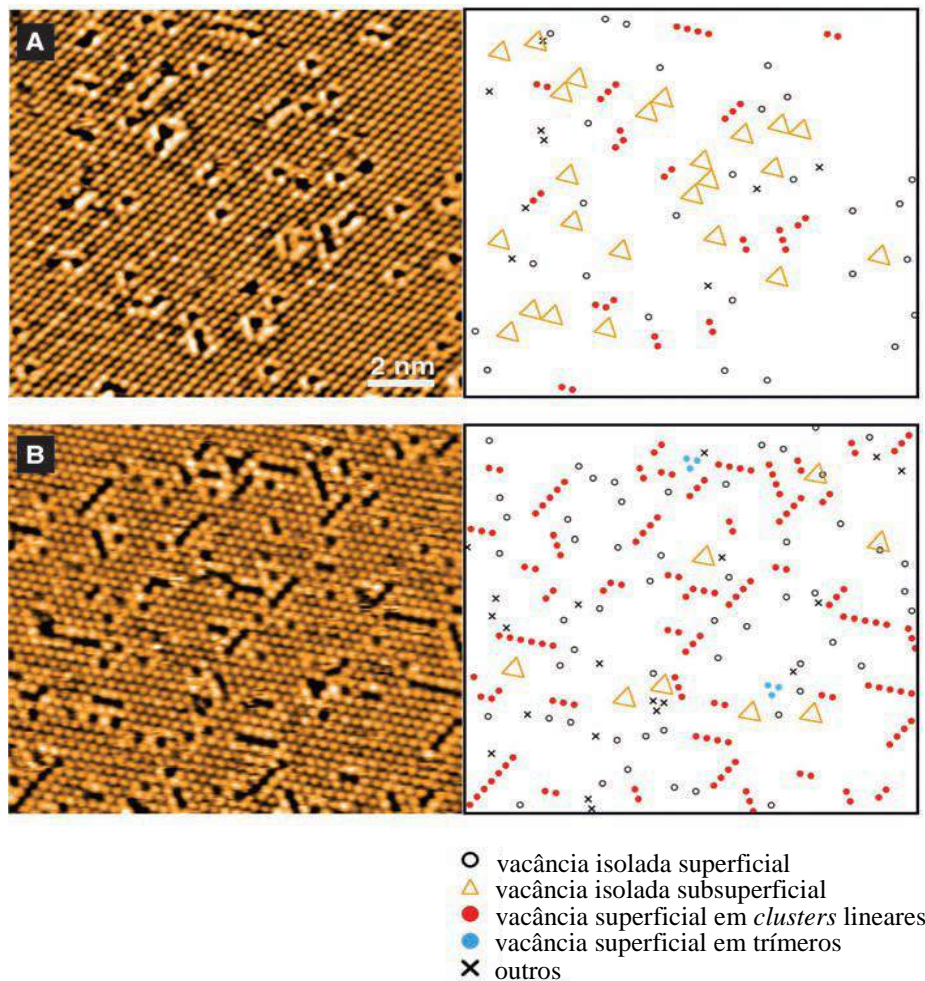 A
2 nm
B
vacância isolada superficial
vacância isolada subsuperficial
vacância superficial em clusters lineares
vacância superficial em trímeros
outros